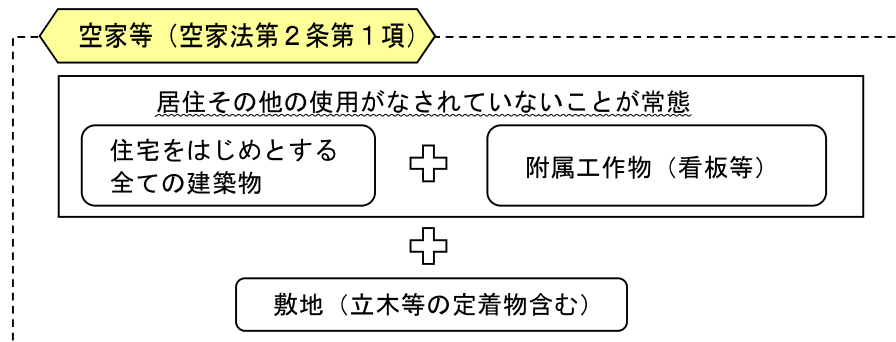 空家等（空家法第２条第１項）
居住その他の使用がなされていないことが常態
住宅をはじめとする
全ての建築物
附属工作物（看板等）
敷地（立木等の定着物含む）